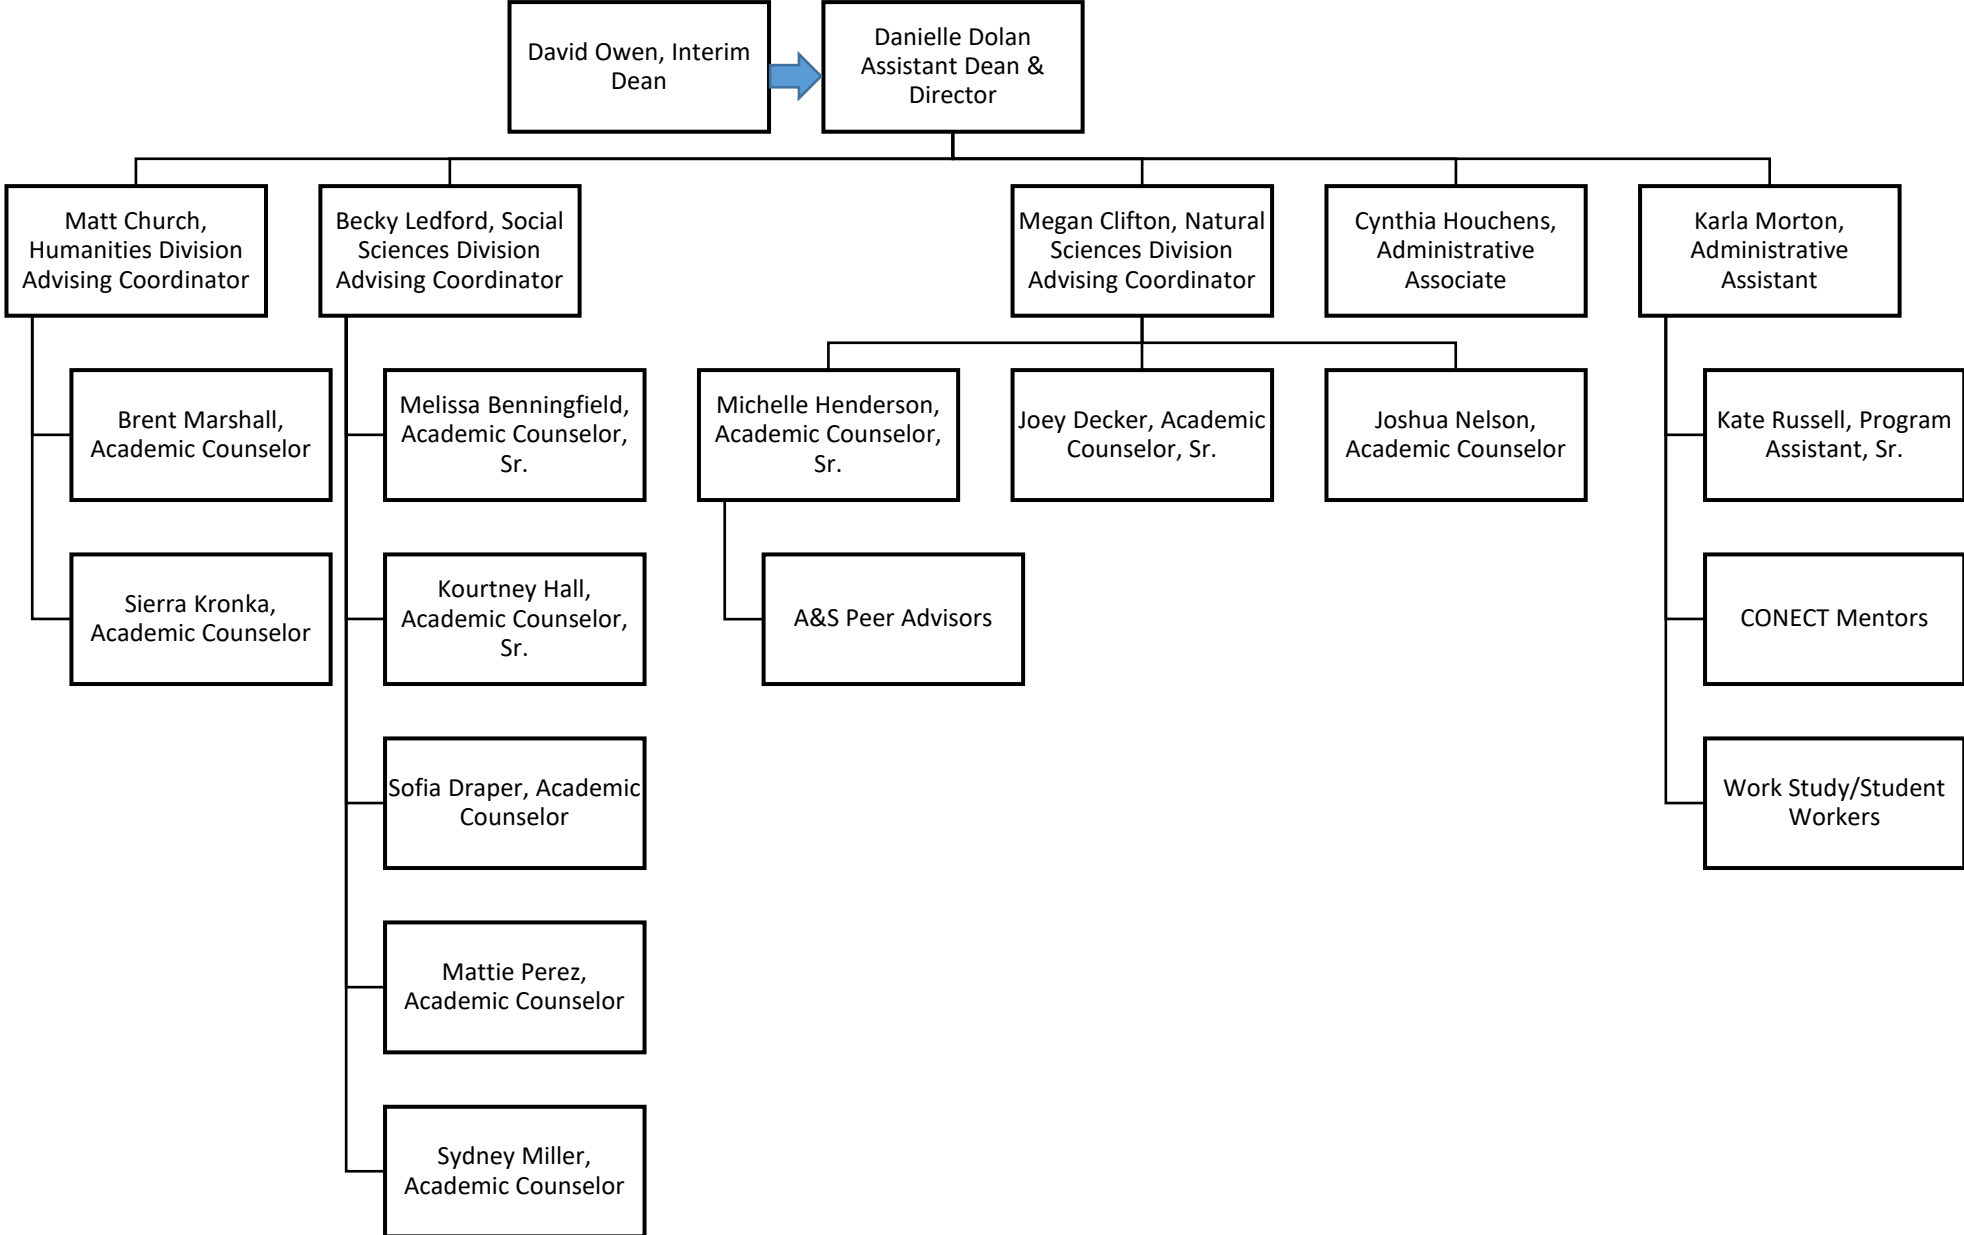 David Owen, Interim
Dean
Danielle Dolan
Assistant Dean &
Director
Matt Church,
Humanities Division
Advising Coordinator
Becky Ledford, Social
Sciences Division
Advising Coordinator
Megan Clifton, Natural
Sciences Division
Advising Coordinator
Cynthia Houchens,
Administrative
Associate
Karla Morton,
Administrative
Assistant
Brent Marshall,
Academic Counselor
Melissa Benningfield,
Academic Counselor,
Sr.
Michelle Henderson,
Academic Counselor,
Sr.
Joey Decker, Academic
Counselor, Sr.
Joshua Nelson,
Academic Counselor
Kate Russell, Program
Assistant, Sr.
Sierra Kronka,
Academic Counselor
Kourtney Hall,
Academic Counselor,
Sr.
A&S Peer Advisors
CONECT Mentors
Sofia Draper, Academic
Counselor
Work Study/Student
Workers
Mattie Perez,
Academic Counselor
Sydney Miller,
Academic Counselor